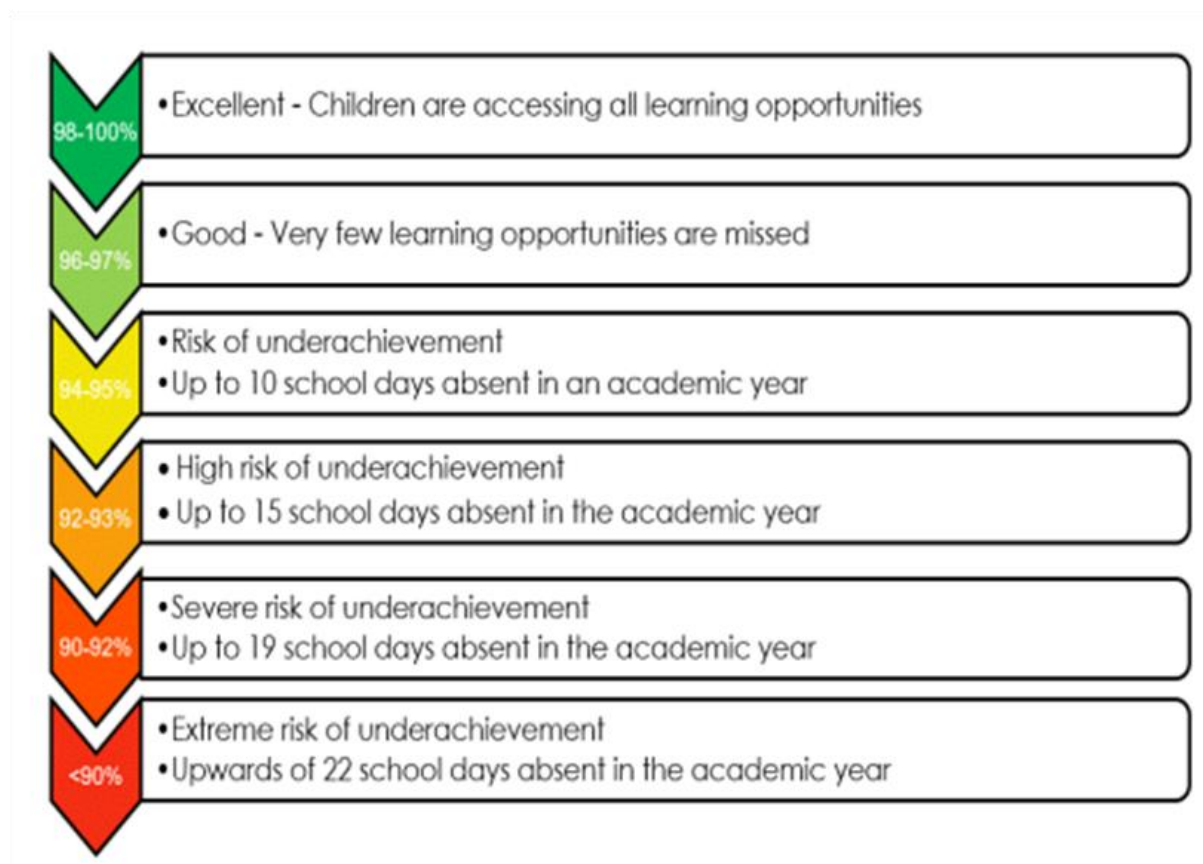 98-100%
•Excellent - Children are accessing all learning opportunities
96-97%
•Good - Very few learning opportunities are missed
94-95%
•Risk of underachievement
•Up to 10 school days absent in an academic year
92-93%
• High risk of underachievement
• Up to 15 school days absent in the academic year
90-92%
•Severe risk of underachievement
•Up to 19 school days absent in the academic year
<90%
•Extreme risk of underachievement
•Upwards of 22 school days absent in the academic year